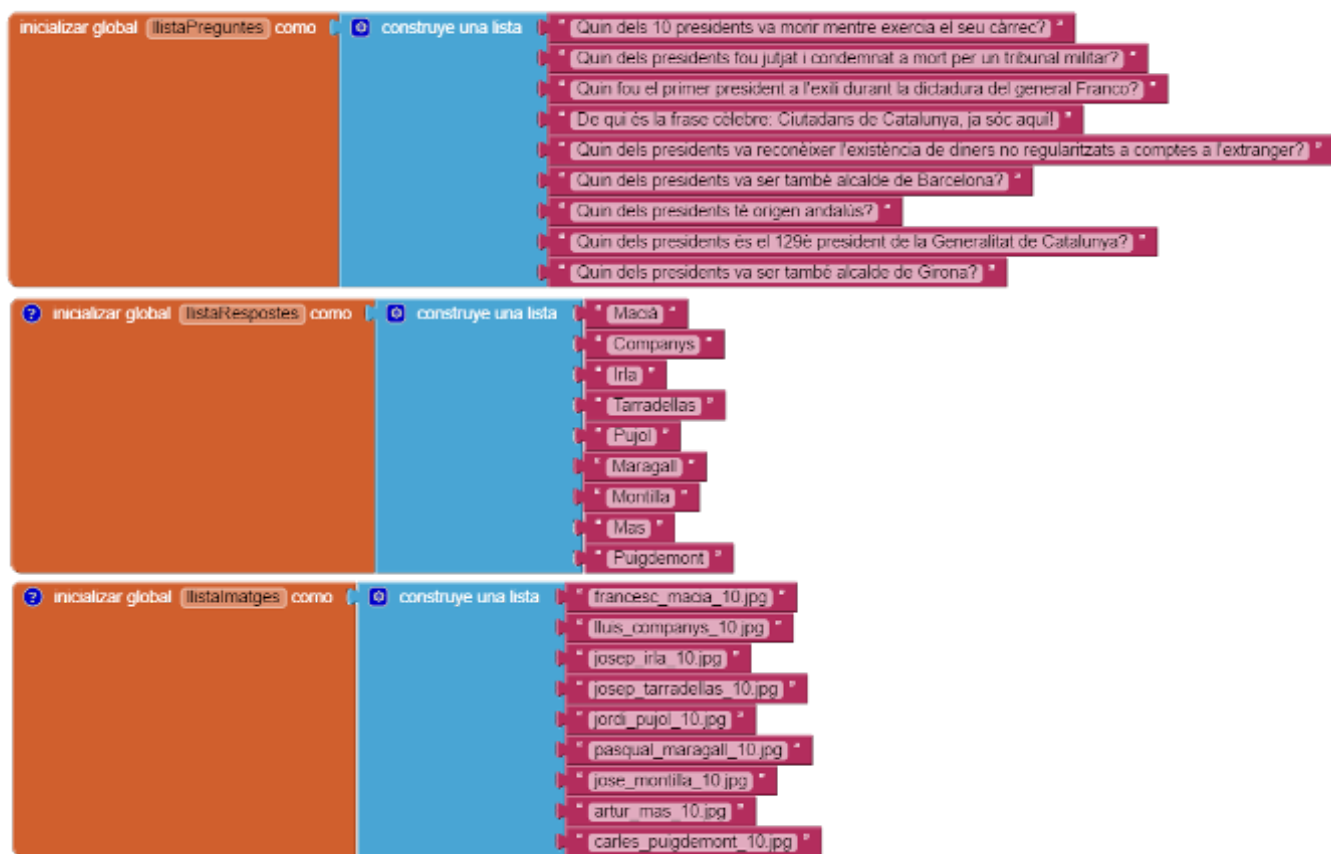 inicializar global llistaPreguntes como construye una lista " Quin dels 10 presidents va morir mentre exercia el seu càrrec? "
" Quin dels presidents fou jutjat i condemnat a mort per un tribunal militar? "
" Quin fou el primer president a l'exili durant la dictadura del general Franco? "
" De qui és la frase cèlebre: Ciutadans de Catalunya, ja sóc aquí! "
" Quin dels presidents va reconèixer l'existència de diners no regularitzats a comptes a l'extranger? "
" Quin dels presidents va ser també alcalde de Barcelona? "
" Quin dels presidents té origen andalús? "
" Quin dels presidents és el 129è president de la Generalitat de Catalunya? "
" Quin dels presidents va ser també alcalde de Girona? "
? inicializar global llistaRespostes como construye una lista " Macià "
" Companys "
" Irla "
" Tarradellas "
" Pujol "
" Maragall "
" Montilla "
" Mas "
" Puigdemont "
? inicializar global llistaImatges como construye una lista " francesc_macia_10.jpg "
" lluis_companys_10.jpg "
" josep_irla_10.jpg "
" josep_tarradellas_10.jpg "
" jordi_pujol_10.jpg "
" pasqual_maragall_10.jpg "
" jose_montilla_10.jpg "
" artur_mas_10.jpg "
" carles_puigdemont_10.jpg "